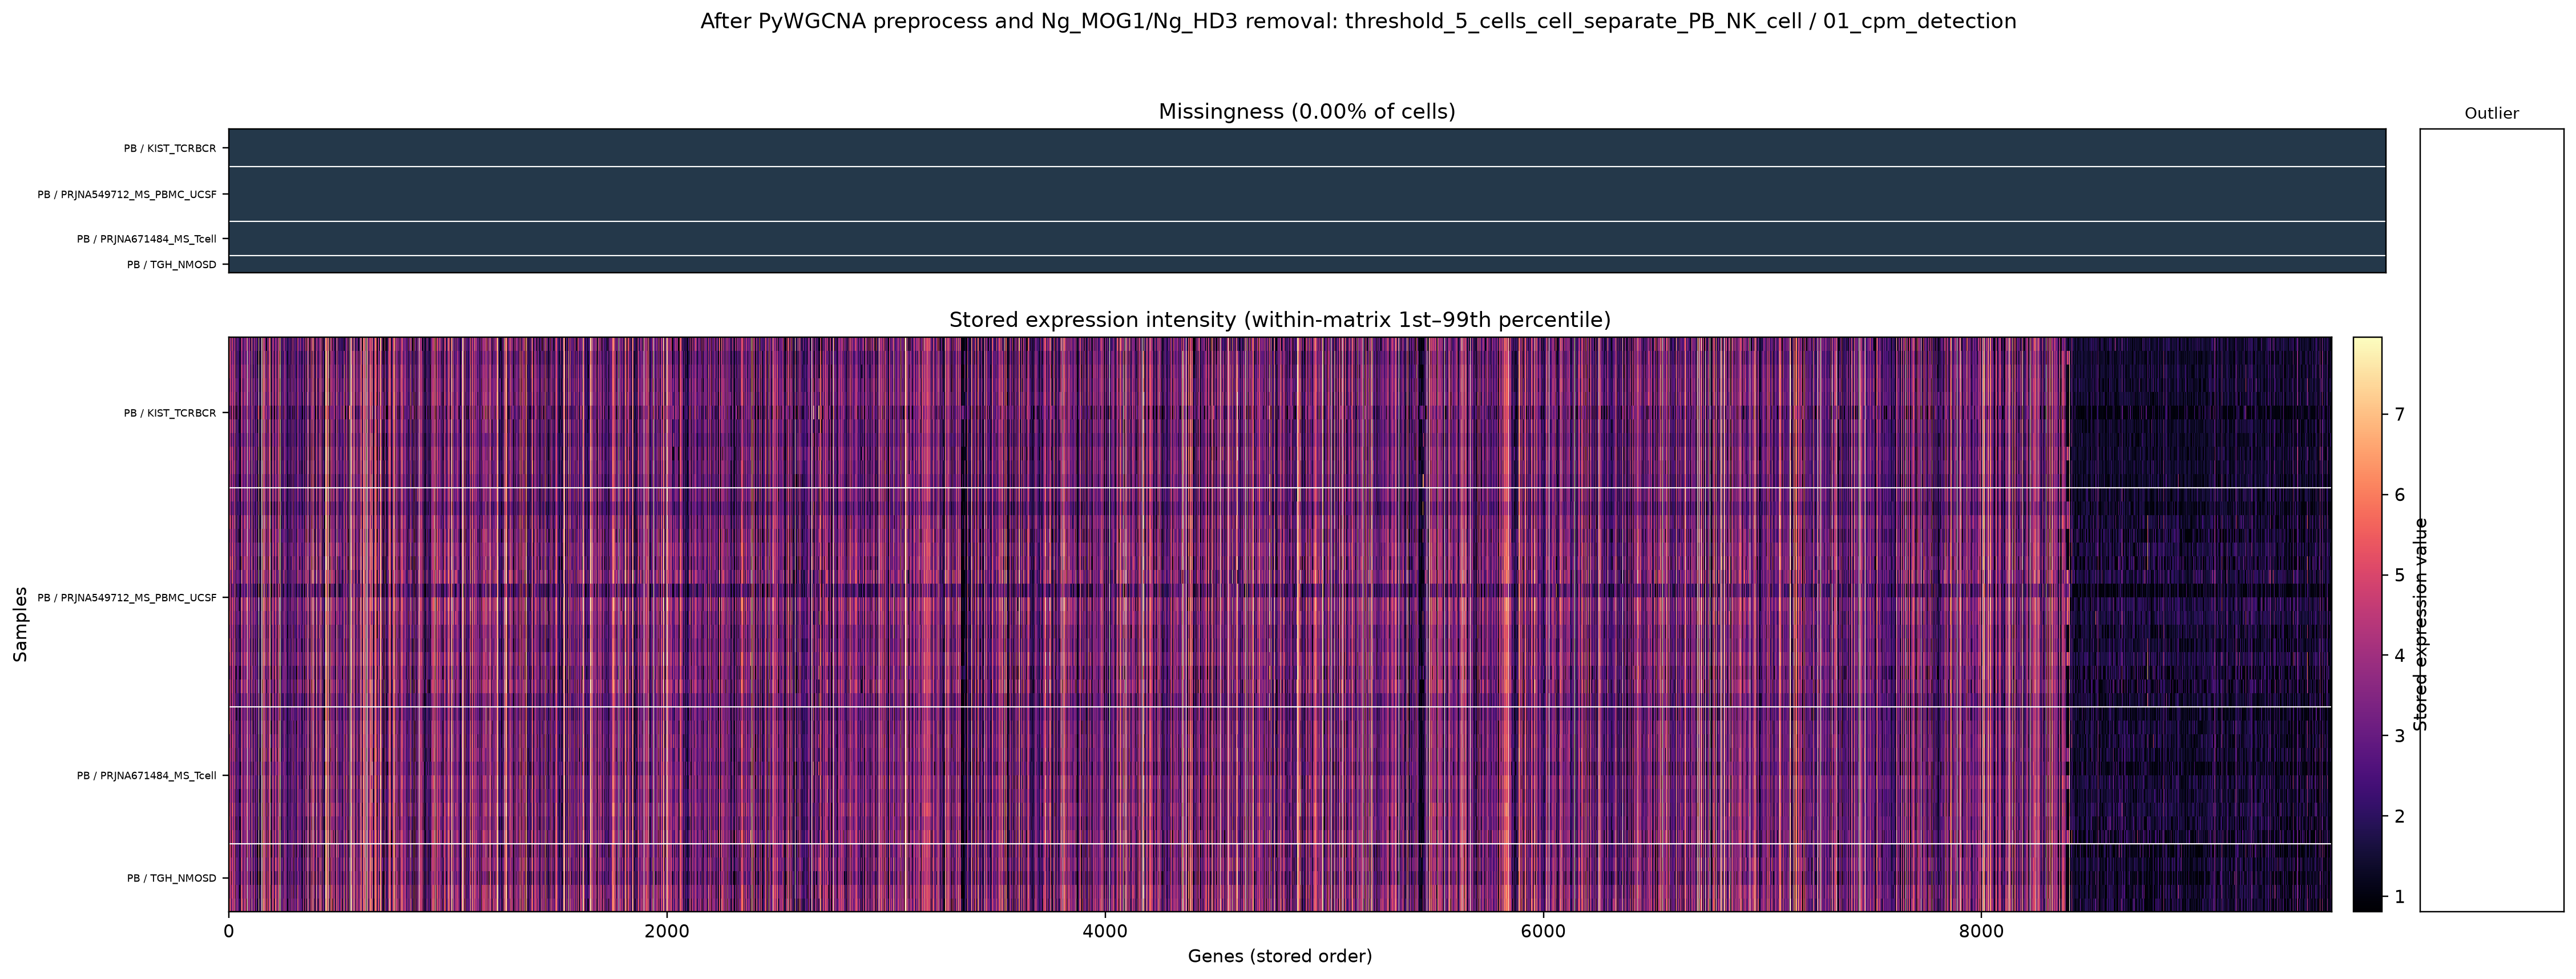 After PyWGCNA preprocess and Ng_MOG1/Ng_HD3 removal: threshold_5_cells_cell_separate_PB_NK_cell / 01_cpm_detection
Missingness (0.00% of cells)
Outlier
PB / KIST_TCRBCR
PB / PRJNA549712_MS_PBMC_UCSF
PB / PRJNA671484_MS_Tcell
PB / TGH_NMOSD
Stored expression intensity (within-matrix 1st–99th percentile)
Samples
PB / KIST_TCRBCR
PB / PRJNA549712_MS_PBMC_UCSF
PB / PRJNA671484_MS_Tcell
PB / TGH_NMOSD
7
6
5
4
3
2
1
Stored expression value
0 2000 4000 6000 8000
Genes (stored order)